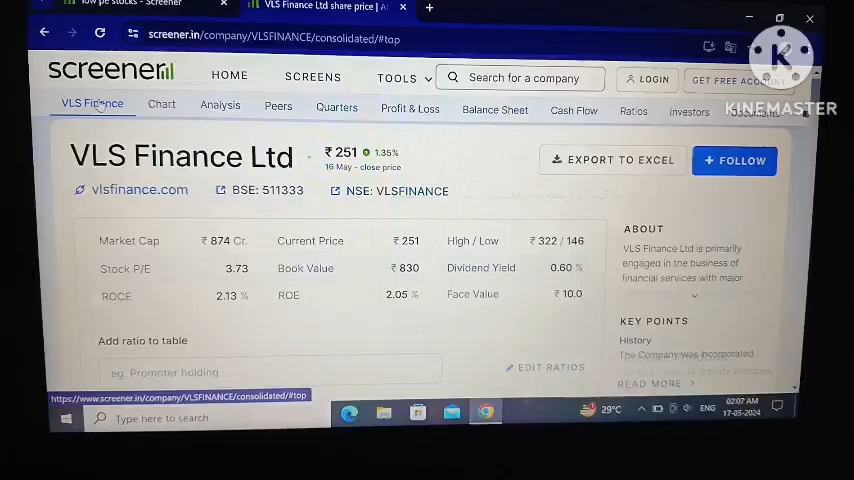 low pe stocks - Screener
VLS Finance Ltd share price | A
screener.in/company/VLSFINANCE/consolidated/#top
screener
HOME
SCREENS
TOOLS
Search for a company
LOGIN
GET FREE ACCOUNT
KINEMASTER
VLS Finance
Chart
Analysis
Peers
Quarters
Profit & Loss
Balance Sheet
Cash Flow
Ratios
Investors
Documents
VLS Finance Ltd
₹ 251 1.35%
16 May - close price
EXPORT TO EXCEL
+ FOLLOW
vlsfinance.com
BSE: 511333
NSE: VLSFINANCE
Market Cap ₹ 874 Cr.
Current Price ₹ 251
High / Low ₹ 322 / 146
Stock P/E 3.73
Book Value ₹ 830
Dividend Yield 0.60 %
ROCE 2.13 %
ROE 2.05 %
Face Value ₹ 10.0
ABOUT
VLS Finance Ltd is primarily
engaged in the business of
financial services with major
KEY POINTS
History
The Company was incorporated
READ MORE
Add ratio to table
eg. Promoter holding
EDIT RATIOS
https://www.screener.in/company/VLSFINANCE/consolidated/#top
Type here to search
29°C
ENG
02:07 AM
17-05-2024